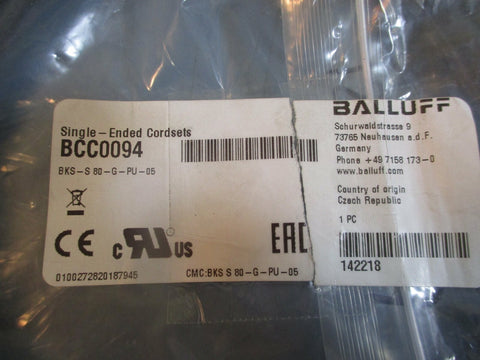 Single-Ended Cordsets
BCC0094
BKS-S 80-G-PU-05
CE
c RU US
EAC
0100272820187945
CMC:BKS S 80-G-PU-05
BALLUFF
Schurwaldstrasse 9
73765 Neuhausen a.d.F.
Germany
Phone +49 7158 173-0
www.balluff.com
Country of origin
Czech Republic
1 PC
142218